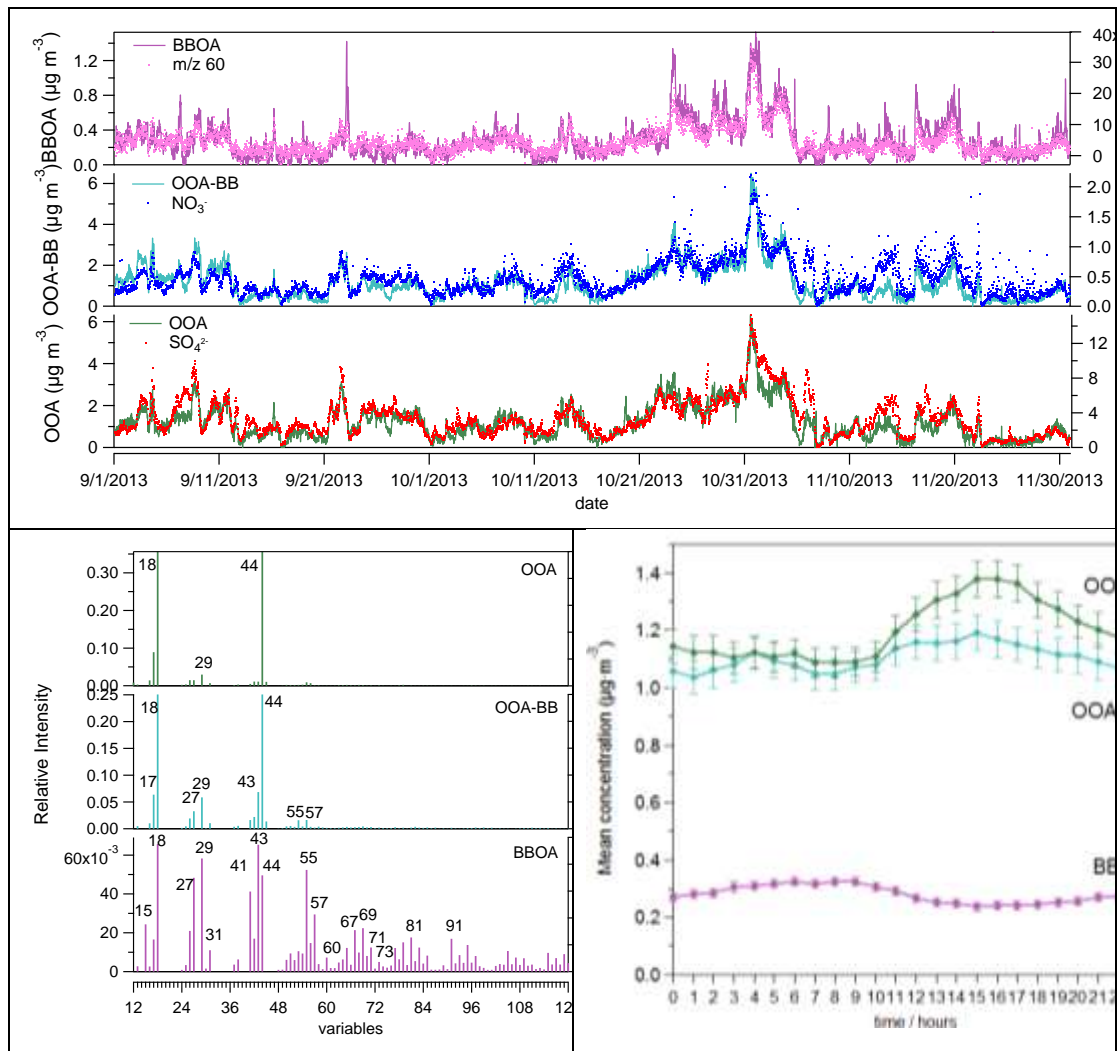 BBOA
m/z 60
BBOA (µg m-3)
1.2
0.8
0.4
0.0
40x
30
20
10
0
OOA-BB
NO3-
OOA-BB (µg m-3)
6
4
2
0
2.0
1.5
1.0
0.5
0.0
OOA
SO42-
OOA (µg m-3)
6
4
2
0
12
8
4
0
9/1/2013 9/11/2013 9/21/2013 10/1/2013 10/11/2013 10/21/2013 10/31/2013 11/10/2013 11/20/2013 11/30/2013
date
Relative Intensity
0.30
0.20
0.10
0.00
18 29 44
OOA
0.25
0.20
0.15
0.10
0.05
0.00
18 17 27 29 43 44 55 57
OOA-BB
60x10-3
40
20
0
15 18 27 29 31 41 43 44 55 57 60 67 69 71 73 81 91
BBOA
12 24 36 48 60 72 84 96 108 12
variables
Mean concentration (µg·m-3)
1.4
1.2
1.0
0.8
0.6
0.4
0.2
0.0
OO
OOA
BB
0 1 2 3 4 5 6 7 8 9 10 11 12 13 14 15 16 17 18 19 20 21 2
time / hours